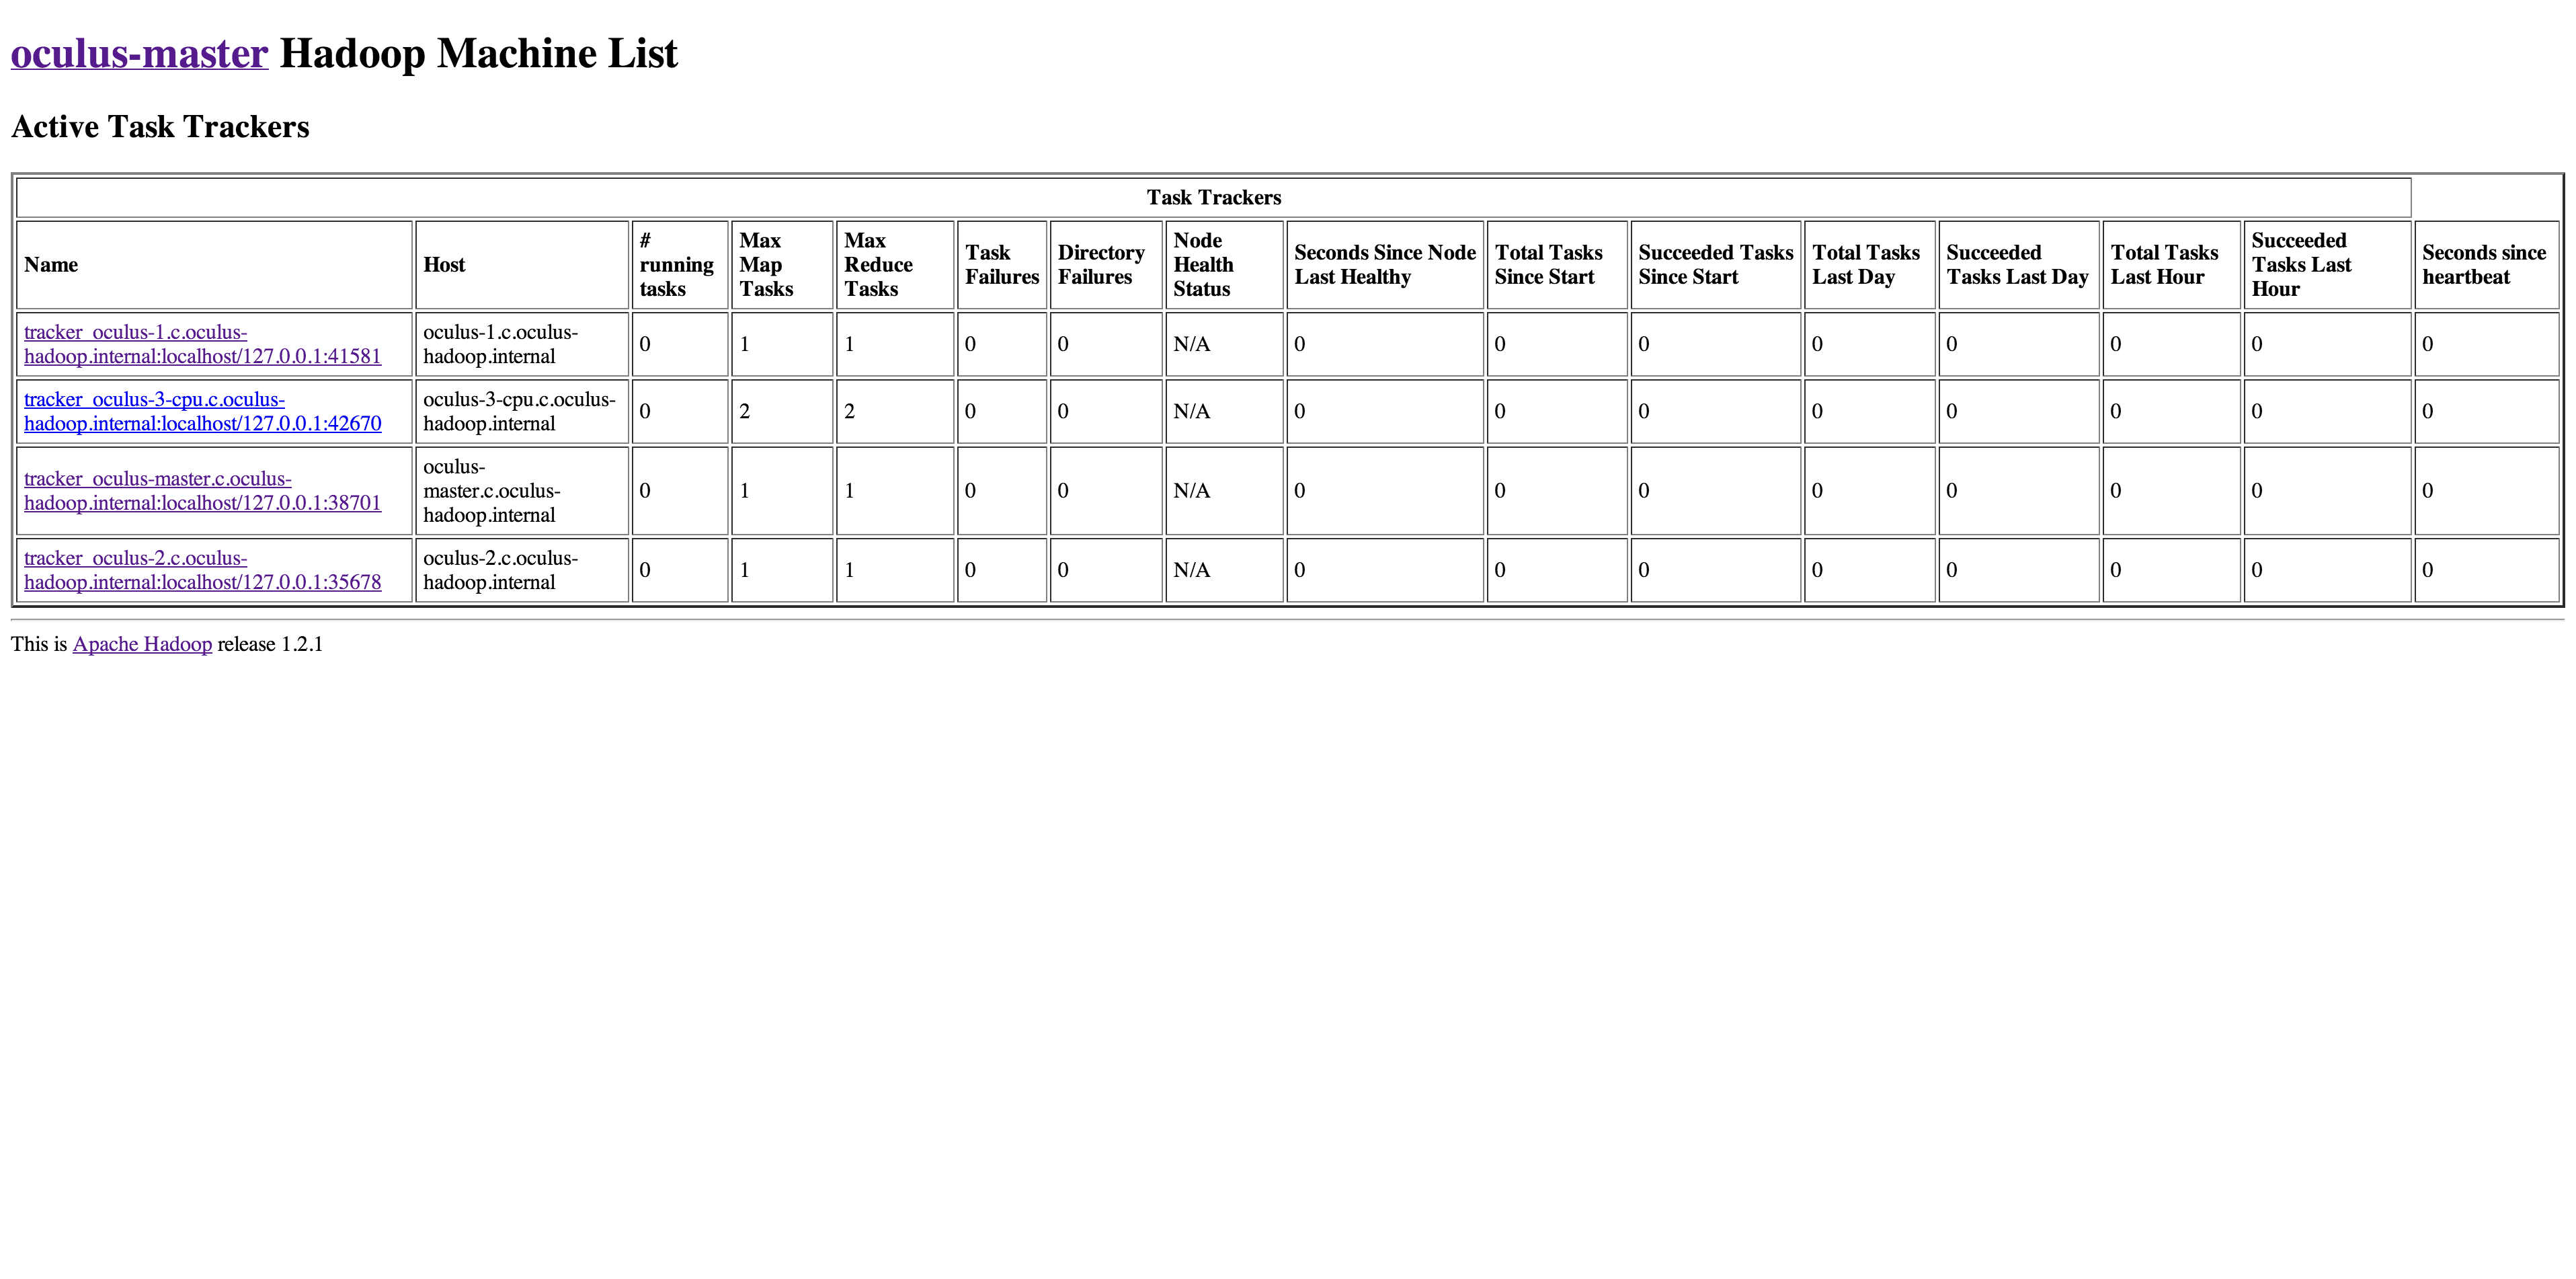 oculus-master Hadoop Machine List
Active Task Trackers
Task Trackers
Name Host # running tasks Max Map Tasks Max Reduce Tasks Task Failures Directory Failures Node Health Status Seconds Since Node Last Healthy Total Tasks Since Start Succeeded Tasks Since Start Total Tasks Last Day Succeeded Tasks Last Day Total Tasks Last Hour Succeeded Tasks Last Hour Seconds since heartbeat
tracker_oculus-1.c.oculus-hadoop.internal:localhost/127.0.0.1:41581 oculus-1.c.oculus-hadoop.internal 0 1 1 0 0 N/A 0 0 0 0 0 0 0 0
tracker_oculus-3-cpu.c.oculus-hadoop.internal:localhost/127.0.0.1:42670 oculus-3-cpu.c.oculus-hadoop.internal 0 2 2 0 0 N/A 0 0 0 0 0 0 0 0
tracker_oculus-master.c.oculus-hadoop.internal:localhost/127.0.0.1:38701 oculus-master.c.oculus-hadoop.internal 0 1 1 0 0 N/A 0 0 0 0 0 0 0 0
tracker_oculus-2.c.oculus-hadoop.internal:localhost/127.0.0.1:35678 oculus-2.c.oculus-hadoop.internal 0 1 1 0 0 N/A 0 0 0 0 0 0 0 0
This is Apache Hadoop release 1.2.1